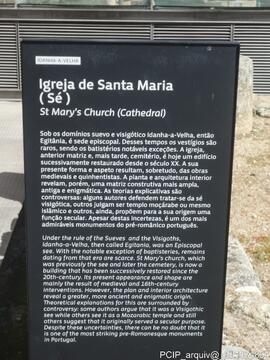 IDANHA-A-VELHA
Igreja de Santa Maria
( Sé )
St Mary's Church (Cathedral)
Sob os domínios suevo e visigótico Idanha-a-Velha, então
Egitânia, é sede episcopal. Desses tempos os vestígios são
raros, sendo os batistérios notáveis exceções. A igreja,
anterior matriz e, mais tarde, cemitério, é hoje um edifício
sucessivamente restaurado desde o século XX. A sua
presente forma e aspeto resultam, sobretudo, das obras
medievais e quinhentistas. A planta e arquitetura interior
revelam, porém, uma matriz construtiva mais ampla,
antiga e enigmática. As teorias explicativas são
controversas: alguns autores defendem tratar-se da sé
visigótica, outros julgam ser templo moçárabe ou mesmo
islâmico e outros, ainda, propõem para a sua origem uma
função secular. Apesar destas incertezas, é um dos mais
admiráveis monumentos do pré-românico português.
Under the rule of the Sueves and the Visigoths,
Idanha-a-Velha, then called Egitania, was an Episcopal
see. With the notable exception of baptisteries, remains
dating from that era are scarce. St Mary's church, which
was previously the see and later the cemetery, is now a
building that has been successively restored since the
20th-century. Its present appearance and shape are
mainly the result of medieval and 16th-century
interventions. However, the plan and interior architecture
reveal a greater, more ancient and enigmatic origin.
Theoretical explanations for this are surrounded by
controversy: some authors argue that it was a Visigothic
see while others see it as a Mozarabic temple and still
others suggest that it originally served a secular purpose.
Despite these uncertainties, there can be no doubt that it is
one of the most striking pre-Romanesque monuments
in Portugal.